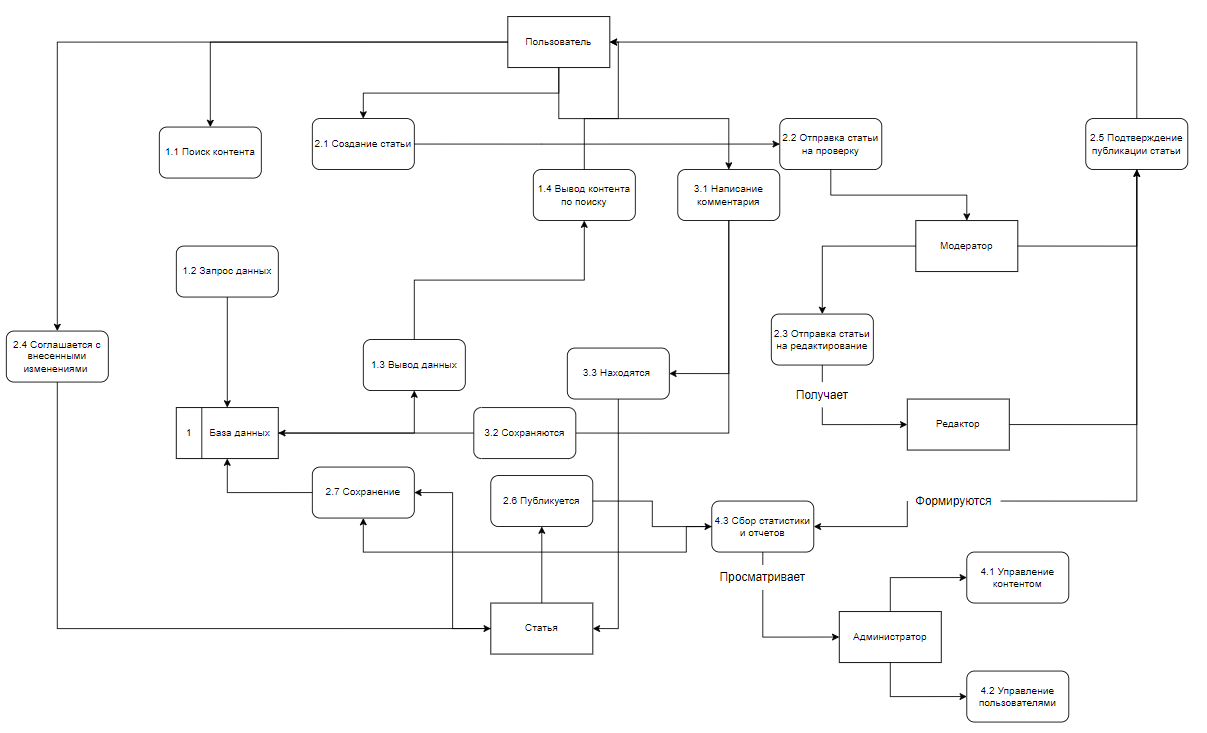 Пользователь
1.1 Поиск контента
2.1 Создание статьи
2.2 Отправка статьи
на проверку
2.5 Подтверждение
публикации статьи
1.4 Вывод контента
по поиску
3.1 Написание
комментария
Модератор
1.2 Запрос данных
2.3 Отправка статьи
на редактирование
2.4 Соглашается с
внесенными
изменениями
1.3 Вывод данных
3.3 Находятся
Получает
Редактор
1
База данных
3.2 Сохраняются
2.7 Сохранение
2.6 Публикуется
Формируются
4.3 Сбор статистики
и отчетов
Просматривает
4.1 Управление
контентом
Статья
Администратор
4.2 Управление
пользователями